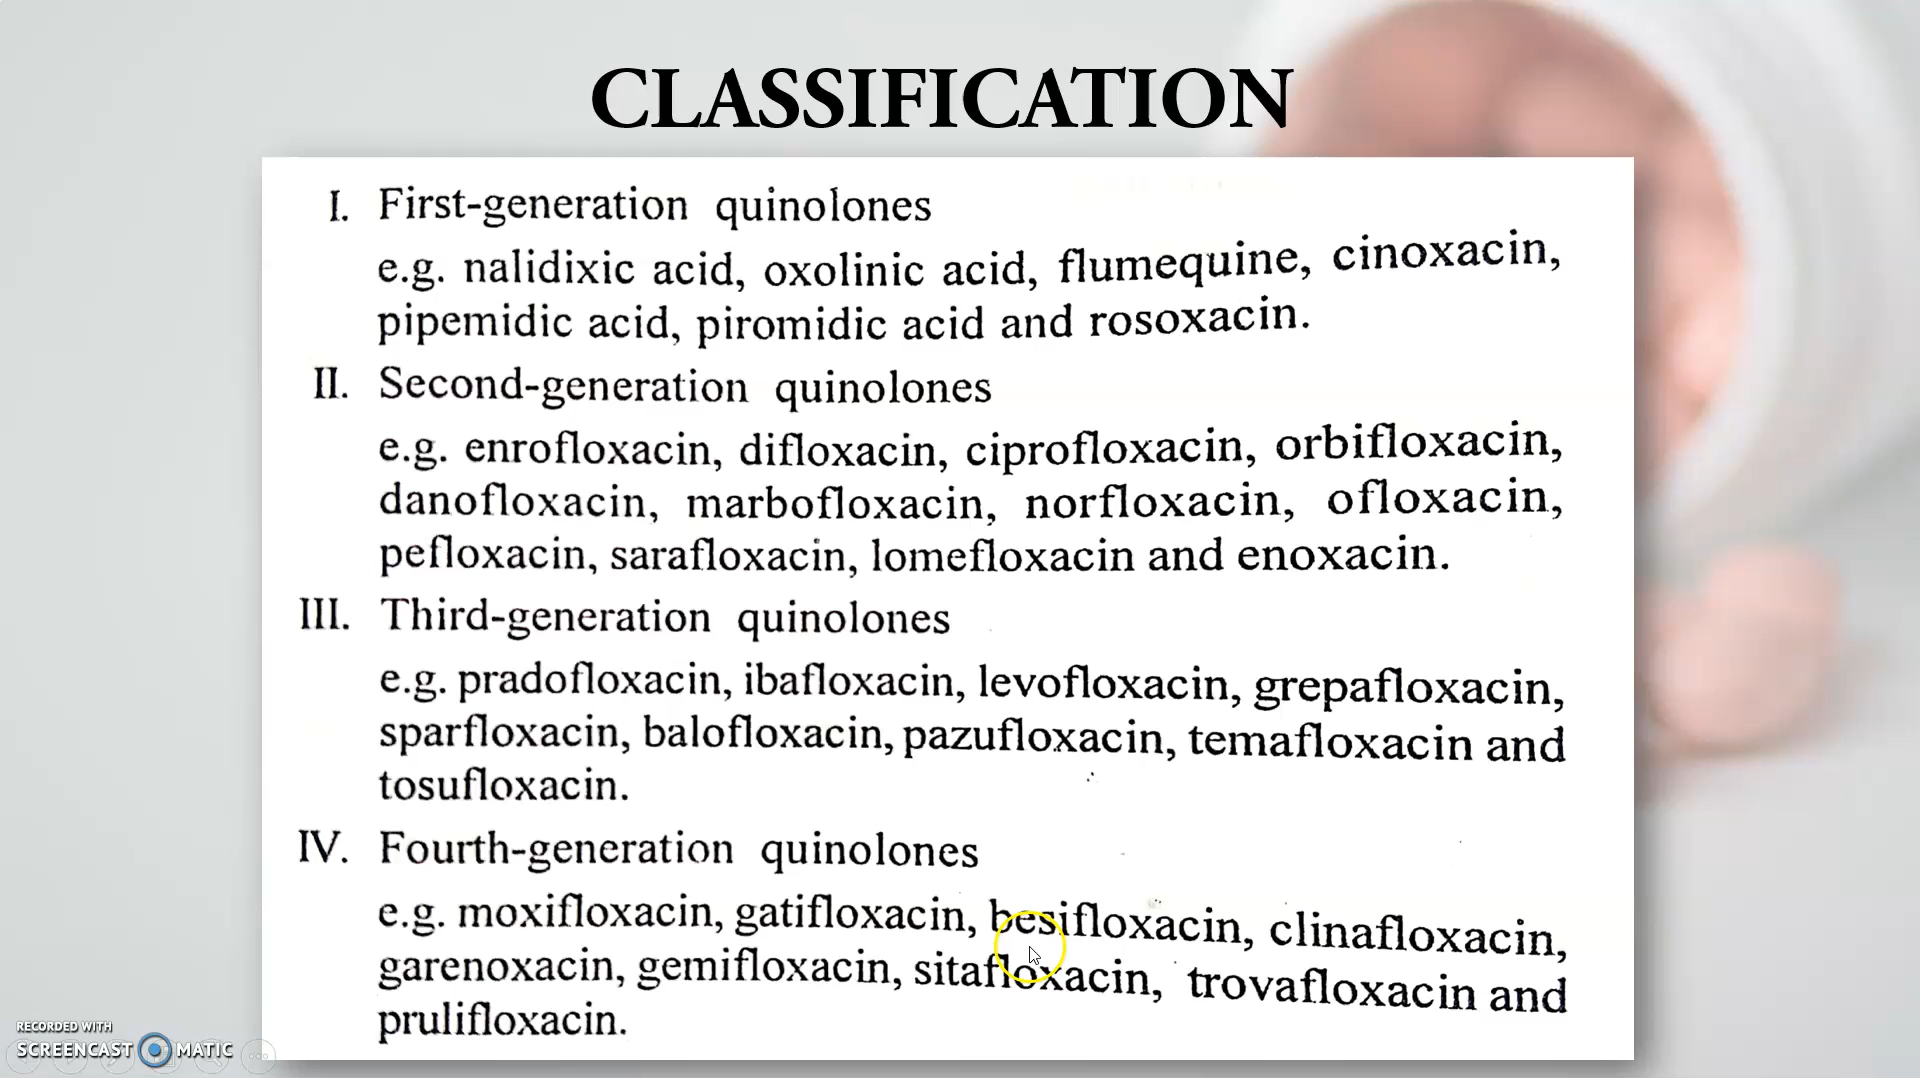 CLASSIFICATION
I. First-generation quinolones
e.g. nalidixic acid, oxolinic acid, flumequine, cinoxacin,
pipemidic acid, piromidic acid and rosoxacin.
II. Second-generation quinolones
e.g. enrofloxacin, difloxacin, ciprofloxacin, orbifloxacin,
danofloxacin, marbofloxacin, norfloxacin, ofloxacin,
pefloxacin, sarafloxacin, lomefloxacin and enoxacin.
III. Third-generation quinolones
e.g. pradofloxacin, ibafloxacin, levofloxacin, grepafloxacin,
sparfloxacin, balofloxacin, pazufloxacin, temafloxacin and
tosufloxacin.
IV. Fourth-generation quinolones
e.g. moxifloxacin, gatifloxacin, besifloxacin, clinafloxacin,
garenoxacin, gemifloxacin, sitafloxacin, trovafloxacin and
prulifloxacin.
RECORDED WITH
SCREENCAST MATIC